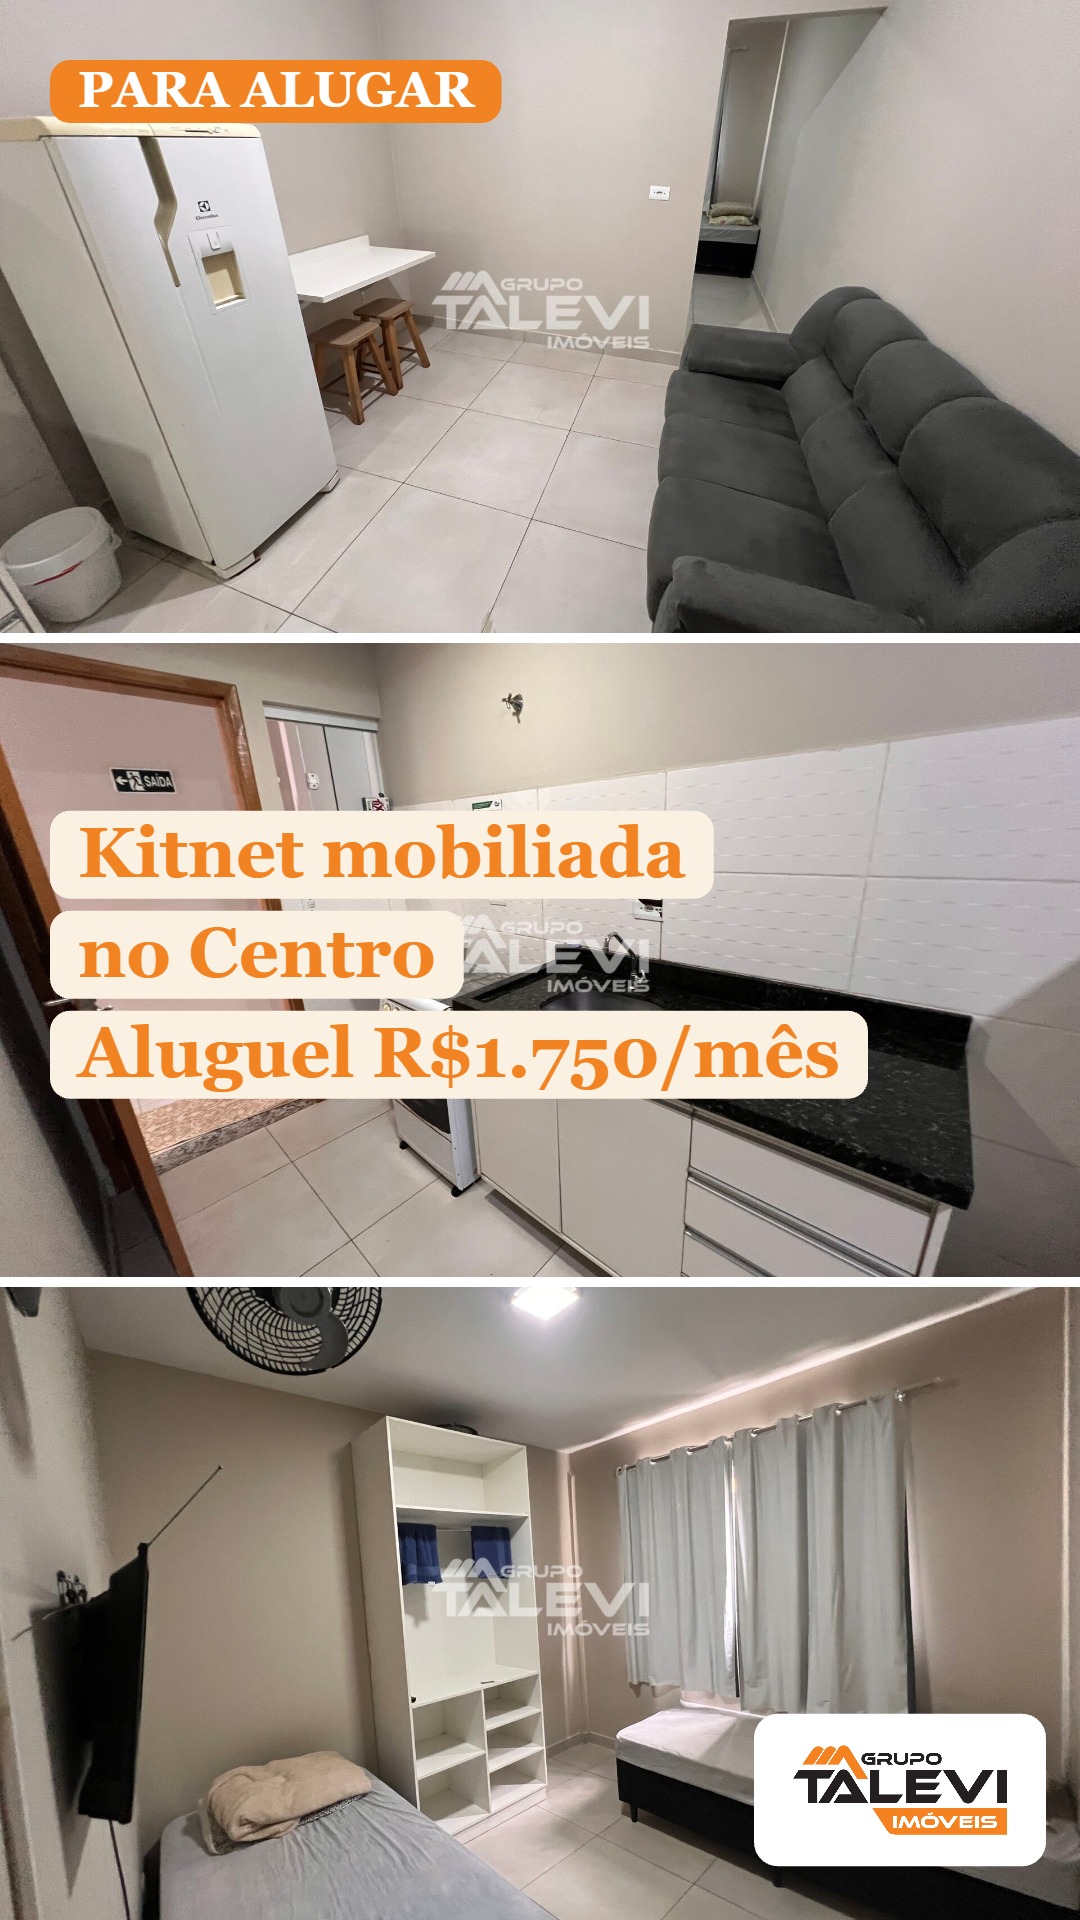 PARA ALUGAR
Electrolux
GRUPO
TALEVI
IMÓVEIS
SAÍDA
Kitnet mobiliada
no Centro
Aluguel R$1.750/mês
GRUPO
TALEVI
IMÓVEIS
GRUPO
TALEVI
IMÓVEIS
GRUPO
TALEVI
IMÓVEIS